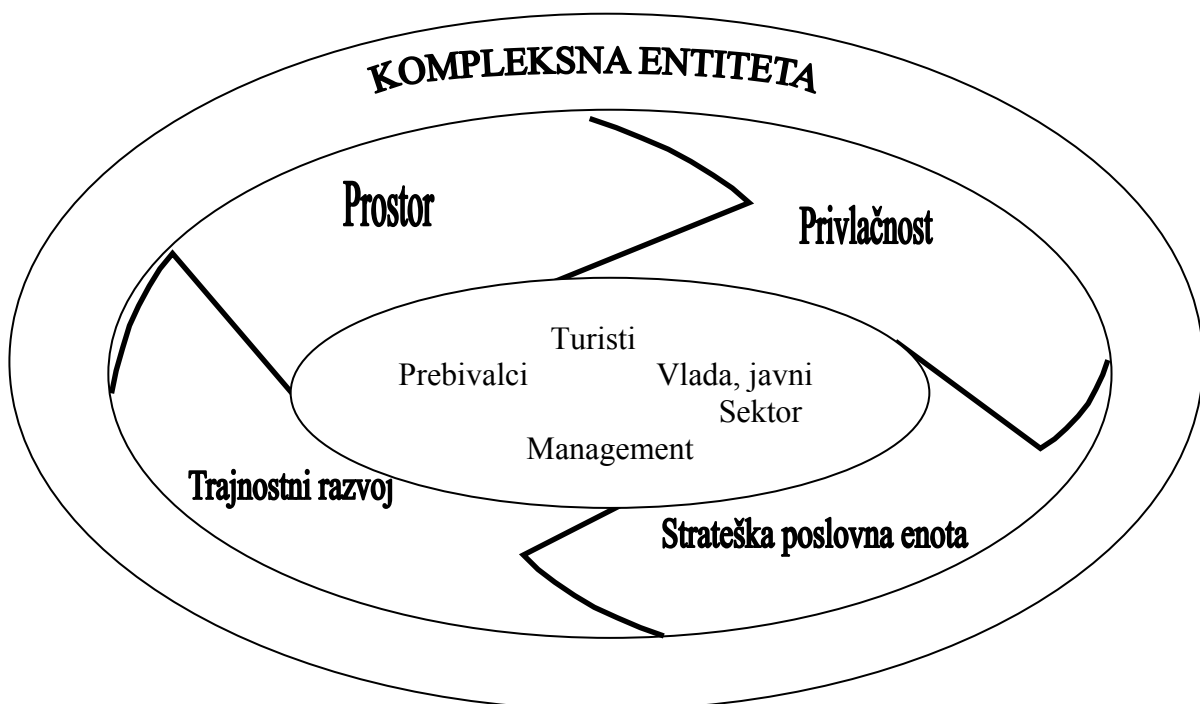 KOMPLEKSNA ENTITETA
Prostor
Privlačnost
Turisti
Prebivalci
Vlada, javni
Sektor
Management
Trajnostni razvoj
Strateška poslovna enota